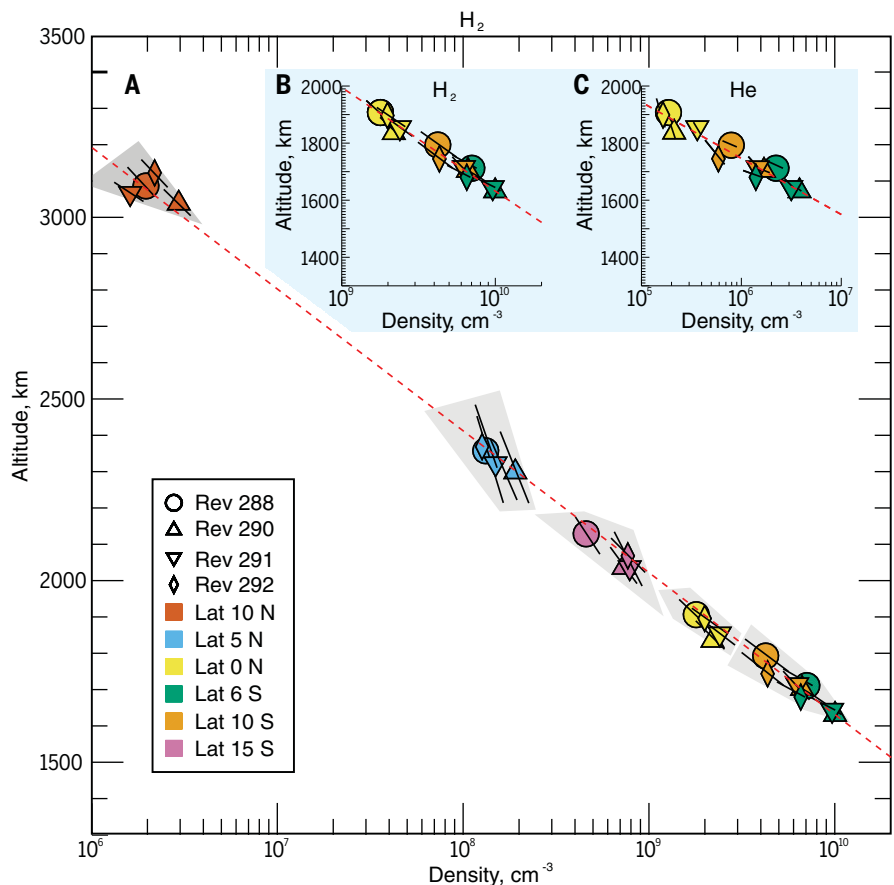 H₂
A
B
H₂
C
He
3500
3000
2500
2000
1500
Altitude, km
10⁶
10⁷
10⁸
10⁹
10¹⁰
Density, cm⁻³
2000
1800
1600
1400
Altitude, km
10⁹
10¹⁰
Density, cm⁻³
2000
1800
1600
1400
Altitude, km
10⁵
10⁶
10⁷
Density, cm⁻³
Rev 288
Rev 290
Rev 291
Rev 292
Lat 10 N
Lat 5 N
Lat 0 N
Lat 6 S
Lat 10 S
Lat 15 S